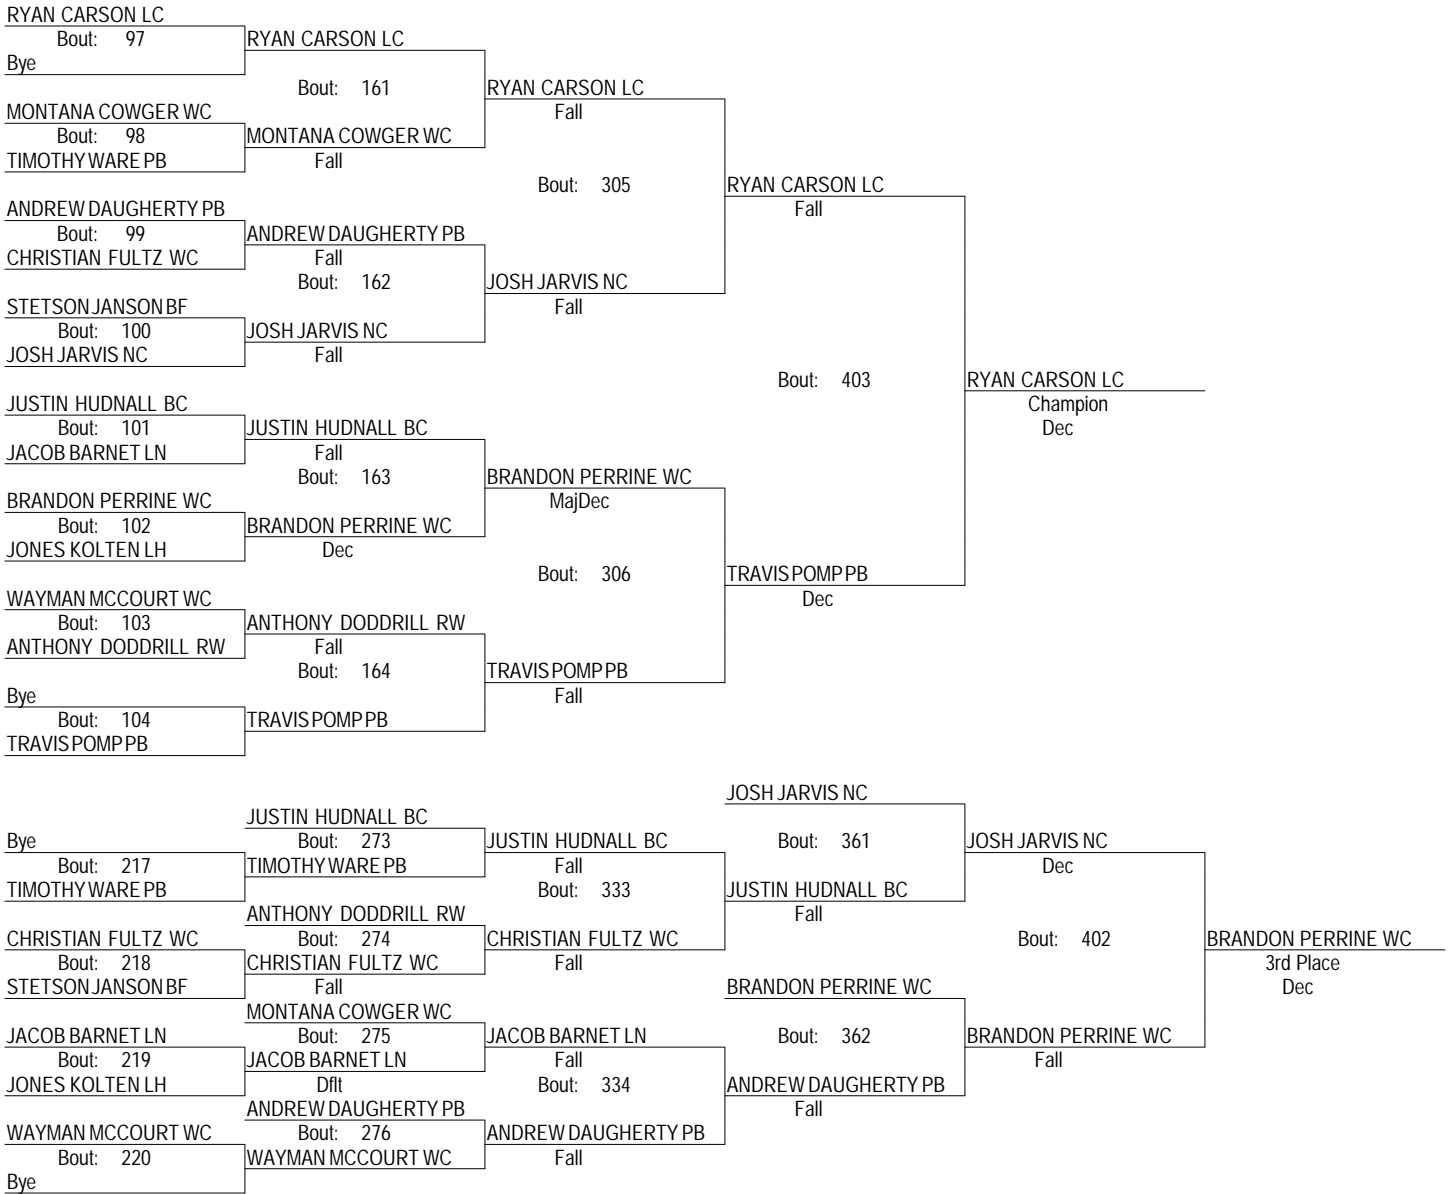 RYAN CARSON LC
Bout: 97 RYAN CARSON LC
Bye
Bout: 161 RYAN CARSON LC
MONTANA COWGER WC Fall
Bout: 98 MONTANA COWGER WC
TIMOTHY WARE PB Fall
Bout: 305 RYAN CARSON LC
ANDREW DAUGHERTY PB Fall
Bout: 99 ANDREW DAUGHERTY PB
CHRISTIAN FULTZ WC Fall
Bout: 162 JOSH JARVIS NC
STETSON JANSON BF Fall
Bout: 100 JOSH JARVIS NC
JOSH JARVIS NC Fall
Bout: 403 RYAN CARSON LC
JUSTIN HUDNALL BC Champion
Bout: 101 JUSTIN HUDNALL BC Dec
JACOB BARNET LN Fall
Bout: 163 BRANDON PERRINE WC
BRANDON PERRINE WC MajDec
Bout: 102 BRANDON PERRINE WC
JONES KOLTEN LH Dec
Bout: 306 TRAVIS POMP PB
WAYMAN MCCOURT WC Dec
Bout: 103 ANTHONY DODDRILL RW
ANTHONY DODDRILL RW Fall
Bout: 164 TRAVIS POMP PB
Bye Fall
Bout: 104 TRAVIS POMP PB
TRAVIS POMP PB
JOSH JARVIS NC
JUSTIN HUDNALL BC
Bye Bout: 273 JUSTIN HUDNALL BC Bout: 361 JOSH JARVIS NC
Bout: 217 TIMOTHY WARE PB Fall Dec
TIMOTHY WARE PB Bout: 333 JUSTIN HUDNALL BC
ANTHONY DODDRILL RW Fall
CHRISTIAN FULTZ WC Bout: 274 CHRISTIAN FULTZ WC Bout: 402 BRANDON PERRINE WC
Bout: 218 CHRISTIAN FULTZ WC Fall 3rd Place
STETSON JANSON BF Fall BRANDON PERRINE WC Dec
MONTANA COWGER WC
JACOB BARNET LN Bout: 275 JACOB BARNET LN Bout: 362 BRANDON PERRINE WC
Bout: 219 JACOB BARNET LN Fall Fall
JONES KOLTEN LH Dflt Bout: 334 ANDREW DAUGHERTY PB
ANDREW DAUGHERTY PB Fall
WAYMAN MCCOURT WC Bout: 276 ANDREW DAUGHERTY PB
Bout: 220 WAYMAN MCCOURT WC Fall
Bye